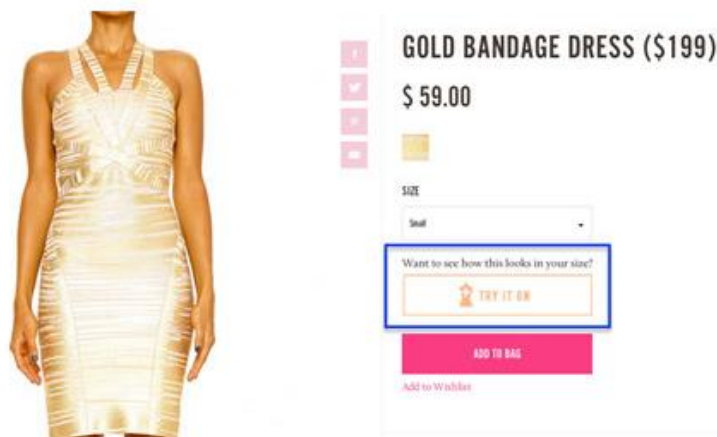 GOLD BANDAGE DRESS ($199)
$ 59.00
SIZE
Small
Want to see how this looks in your size?
TRY IT ON
ADD TO BAG
Add to Wishlist